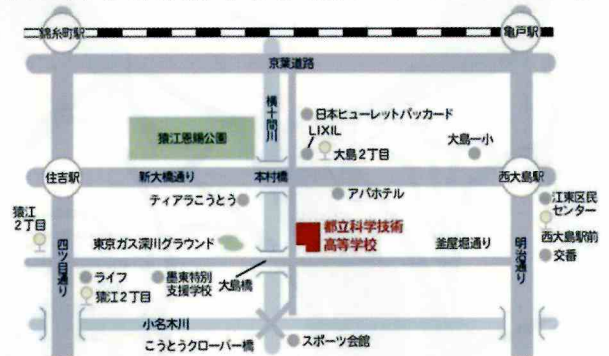 錦糸町駅
亀戸駅
京葉道路
横十間川
日本ヒューレットパッカード
LIXIL
猿江恩賜公園
大島2丁目
大島一小
住吉駅
新大橋通り
本村橋
西大島駅
ティアラこうとう
アパホテル
江東区民
センター
猿江
2丁目
西大島駅前
都立科学技術
高等学校
東京ガス深川グラウンド
釜屋堀通り
交番
四ツ目通り
明治通り
ライフ
墨東特別
支援学校
大島橋
猿江2丁目
小名木川
こうとうクローバー橋
スポーツ会館